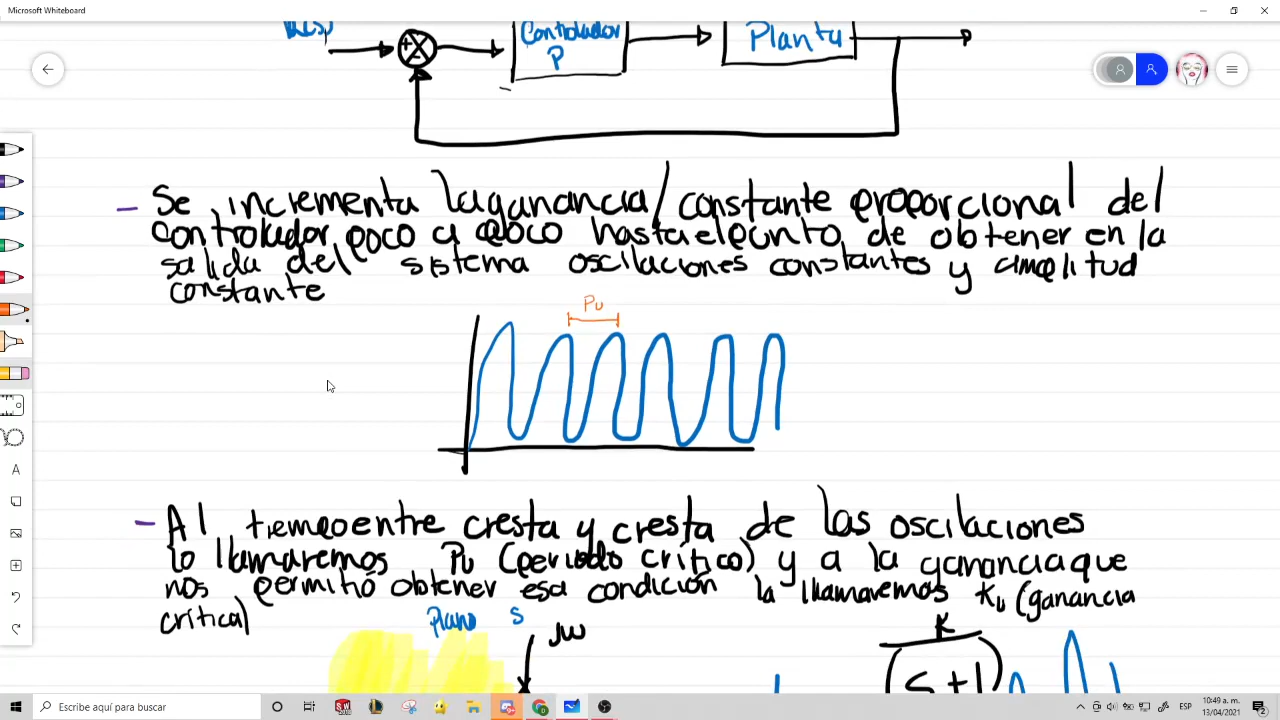 Microsoft Whiteboard
Controlador
P
Planta
- Se incrementa la ganancia/constante proporcional del
controlador poco a poco hasta el punto de obtener en la
salida del sistema oscilaciones constantes y amplitud
constante
Pu
- Al tiempo entre cresta y cresta de las oscilaciones
lo llamaremos Pu (periodo crítico) y a la ganancia que
nos permitió obtener esa condición la llamaremos Ku (ganancia
crítica)
Plano S
jw
K
(S+1)
A
Escribe aquí para buscar
ESP
10:49 a. m.
13/04/2021
2